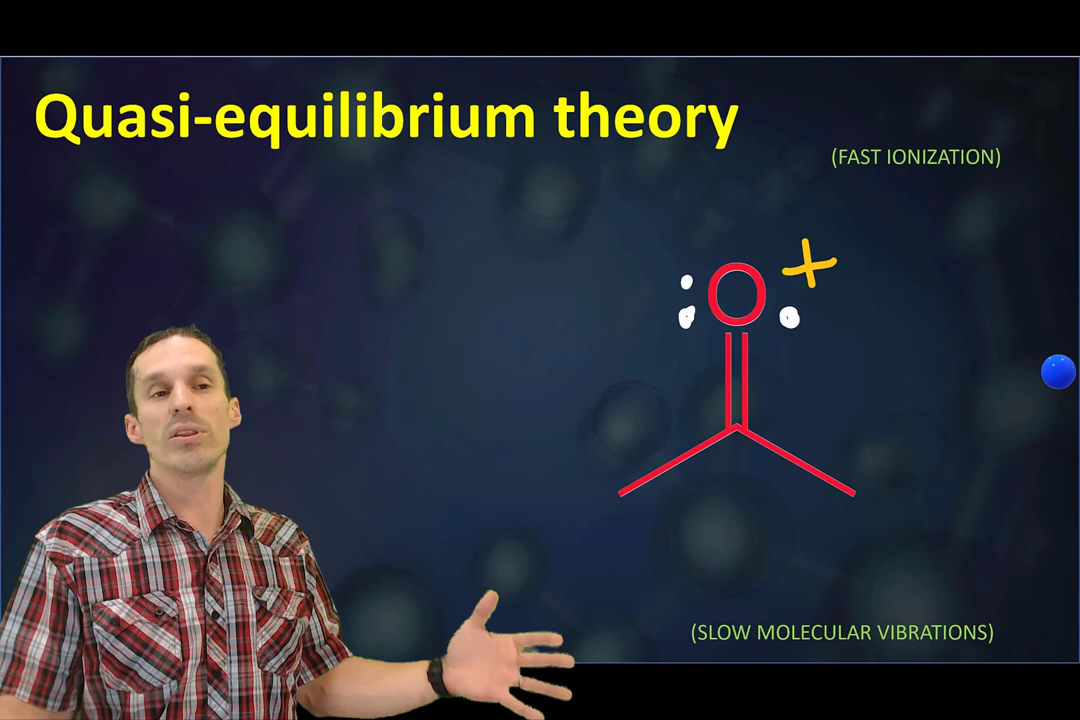 Quasi-equilibrium theory
(FAST IONIZATION)
O +
(SLOW MOLECULAR VIBRATIONS)